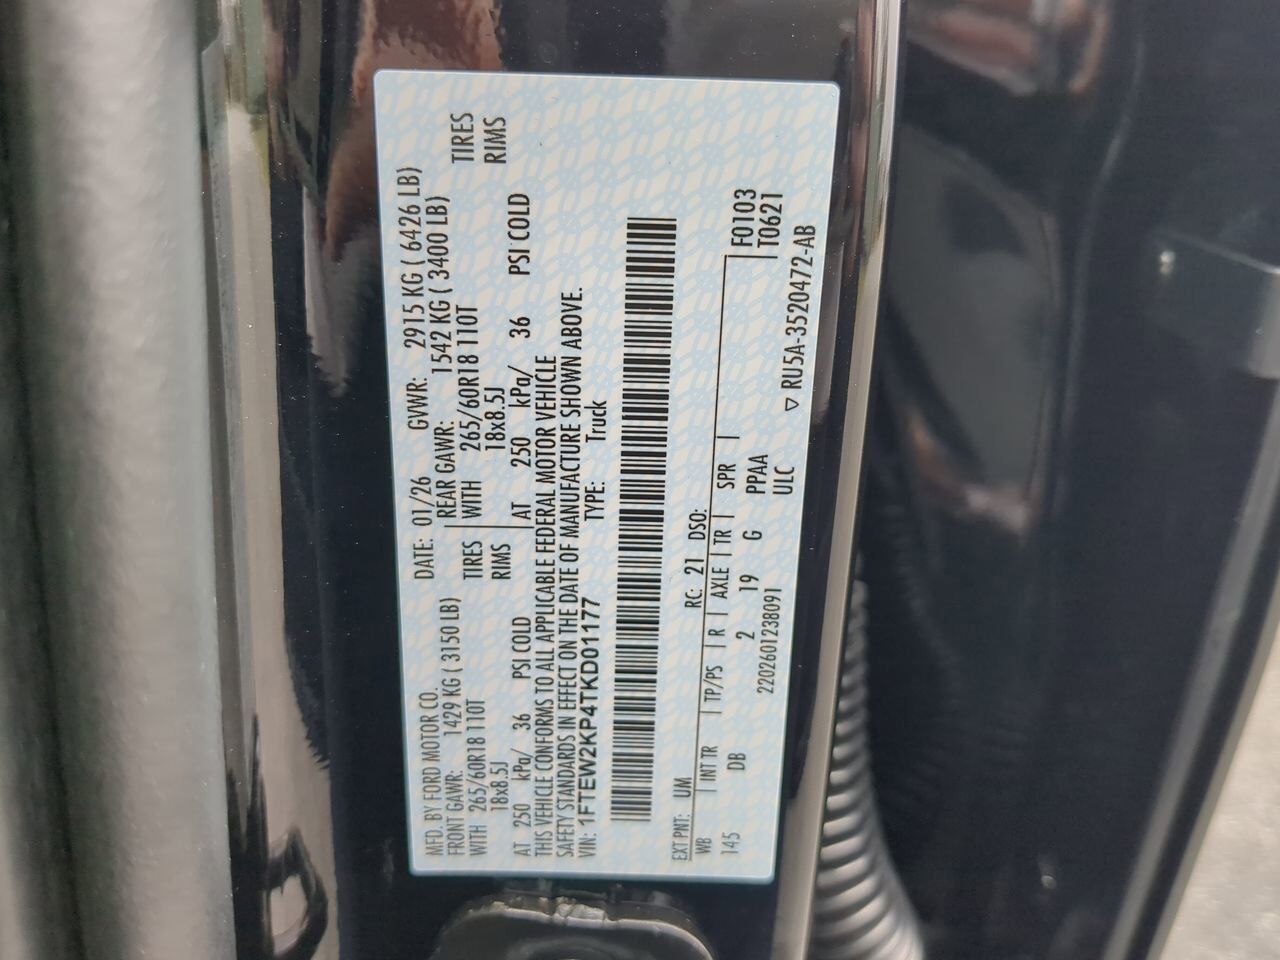 MFD. BY FORD MOTOR CO. DATE: 01/26 GVWR: 2915 KG ( 6426 LB)
FRONT GAWR: 1429 KG ( 3150 LB) REAR GAWR: 1542 KG ( 3400 LB)
WITH 265/60R18 110T TIRES WITH 265/60R18 110T TIRES
18x8.5J RIMS 18x8.5J RIMS
AT 250 kPa/ 36 PSI COLD AT 250 kPa/ 36 PSI COLD
THIS VEHICLE CONFORMS TO ALL APPLICABLE FEDERAL MOTOR VEHICLE
SAFETY STANDARDS IN EFFECT ON THE DATE OF MANUFACTURE SHOWN ABOVE.
VIN: 1FTEW2KP4TKD01177 TYPE: Truck
EXT PNT: UM RC: 21 DSO:
WB INT TR TP/PS R AXLE TR SPR F0103
145 DB 2 19 G PPAA T0621
2202601238091 ULC
▽ RU5A-3520472-AB